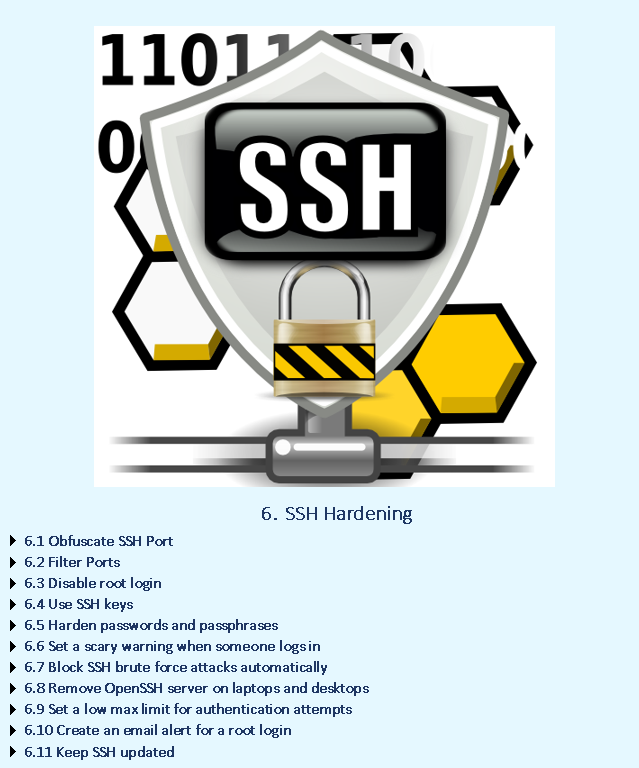 11011 10
0
SSH
6. SSH Hardening
6.1 Obfuscate SSH Port
6.2 Filter Ports
6.3 Disable root login
6.4 Use SSH keys
6.5 Harden passwords and passphrases
6.6 Set a scary warning when someone logs in
6.7 Block SSH brute force attacks automatically
6.8 Remove OpenSSH server on laptops and desktops
6.9 Set a low max limit for authentication attempts
6.10 Create an email alert for a root login
6.11 Keep SSH updated